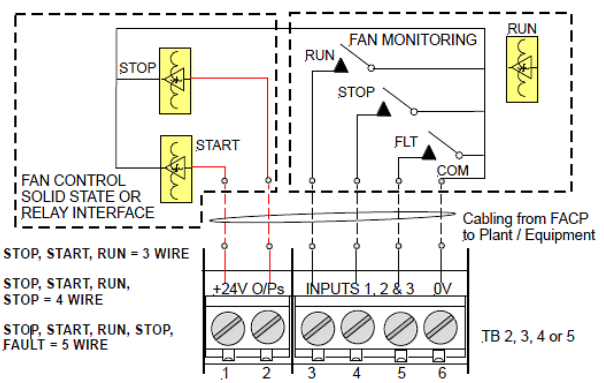 RUN
FAN MONITORING
RUN
STOP
STOP
START
FLT
COM
FAN CONTROL
SOLID STATE OR
RELAY INTERFACE
Cabling from FACP
to Plant / Equipment
STOP, START, RUN = 3 WIRE
STOP, START, RUN,
STOP = 4 WIRE
STOP, START, RUN, STOP,
FAULT = 5 WIRE
+24V O/Ps
INPUTS 1, 2 & 3
0V
TB 2, 3, 4 or 5
1 2 3 4 5 6